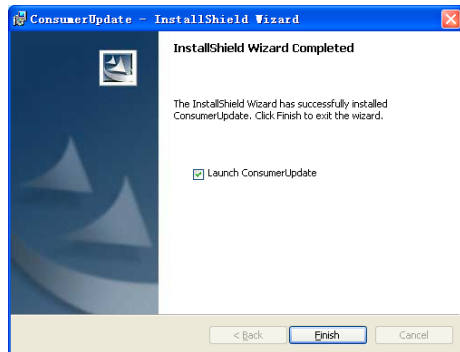 ConsumerUpdate - InstallShield Wizard
InstallShield Wizard Completed
The InstallShield Wizard has successfully installed
ConsumerUpdate. Click Finish to exit the wizard.
Launch ConsumerUpdate
< Back
Finish
Cancel